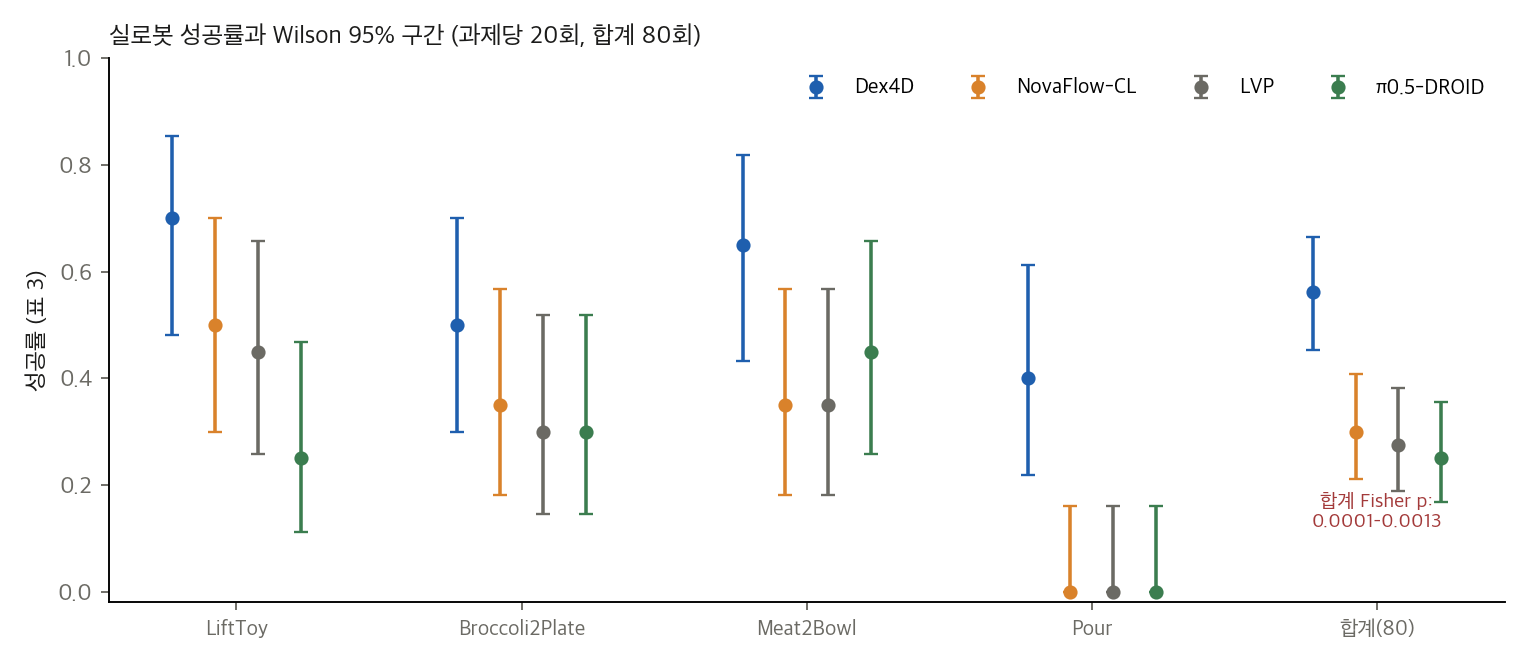 실로봇 성공률과 Wilson 95% 구간 (과제당 20회, 합계 80회)
Dex4D
NovaFlow-CL
LVP
π0.5-DROID
성공률 (표 3)
1.0
0.8
0.6
0.4
0.2
0.0
합계 Fisher p:
0.0001-0.0013
LiftToy
Broccoli2Plate
Meat2Bowl
Pour
합계(80)